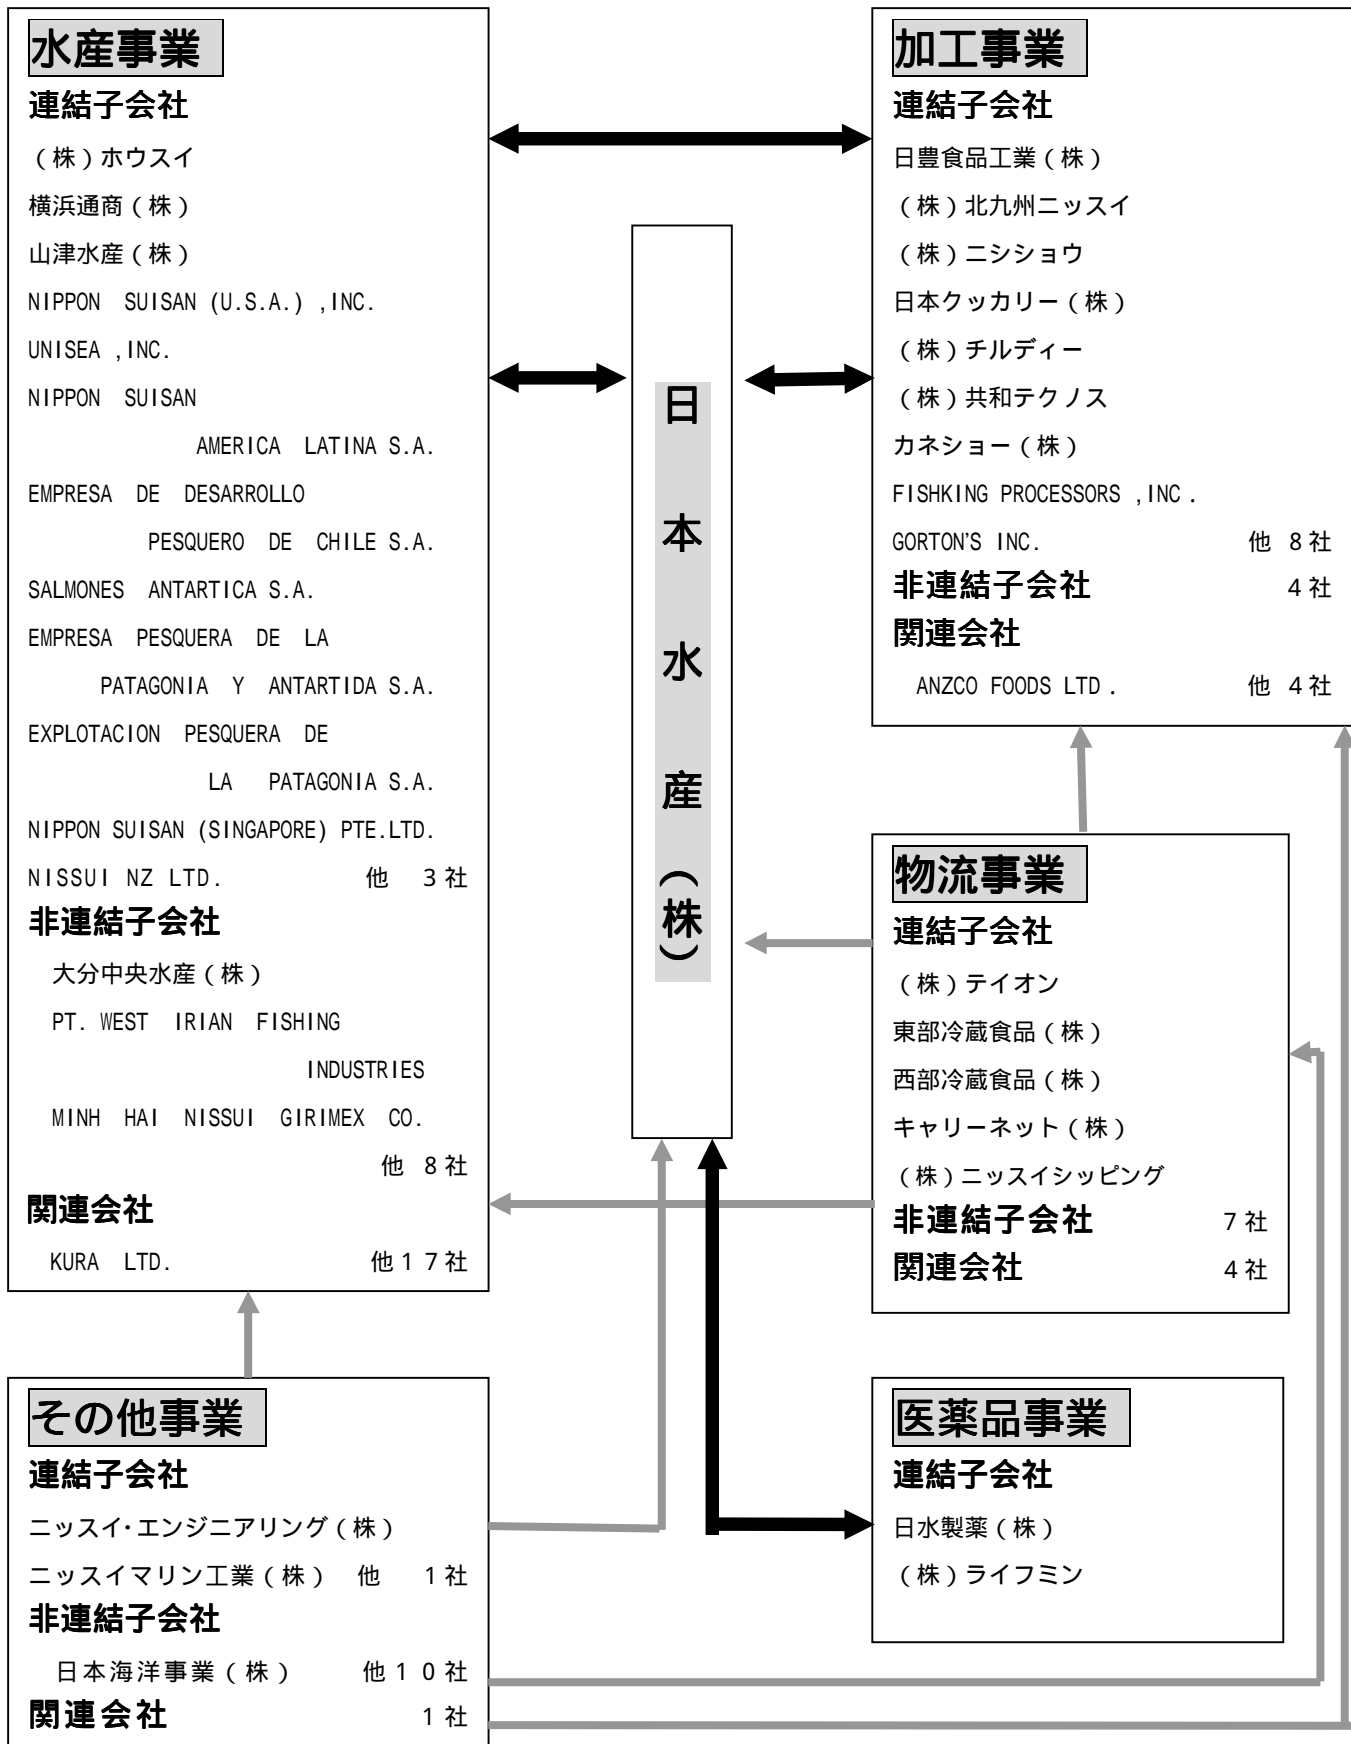 水産事業
連結子会社
（株）ホウスイ
横浜通商（株）
山津水産（株）
NIPPON SUISAN (U.S.A.) ,INC.
UNISEA ,INC.
NIPPON SUISAN
AMERICA LATINA S.A.
EMPRESA DE DESARROLLO
PESQUERO DE CHILE S.A.
SALMONES ANTARTICA S.A.
EMPRESA PESQUERA DE LA
PATAGONIA Y ANTARTIDA S.A.
EXPLOTACION PESQUERA DE
LA PATAGONIA S.A.
NIPPON SUISAN (SINGAPORE) PTE.LTD.
NISSUI NZ LTD. 他 3社
非連結子会社
大分中央水産（株）
PT. WEST IRIAN FISHING
INDUSTRIES
MINH HAI NISSUI GIRIMEX CO.
他 8社
関連会社
KURA LTD. 他17社
日本水産（株）
加工事業
連結子会社
日豊食品工業（株）
（株）北九州ニッスイ
（株）ニシショウ
日本クッカリー（株）
（株）チルディー
（株）共和テクノス
カネショー（株）
FISHKING PROCESSORS ,INC.
GORTON'S INC. 他 8社
非連結子会社 4社
関連会社
ANZCO FOODS LTD. 他 4社
物流事業
連結子会社
（株）テイオン
東部冷蔵食品（株）
西部冷蔵食品（株）
キャリーネット（株）
（株）ニッスイシッピング
非連結子会社 7社
関連会社 4社
その他事業
連結子会社
ニッスイ・エンジニアリング（株）
ニッスイマリン工業（株） 他 1社
非連結子会社
日本海洋事業（株） 他10社
関連会社 1社
医薬品事業
連結子会社
日水製薬（株）
（株）ライフミン